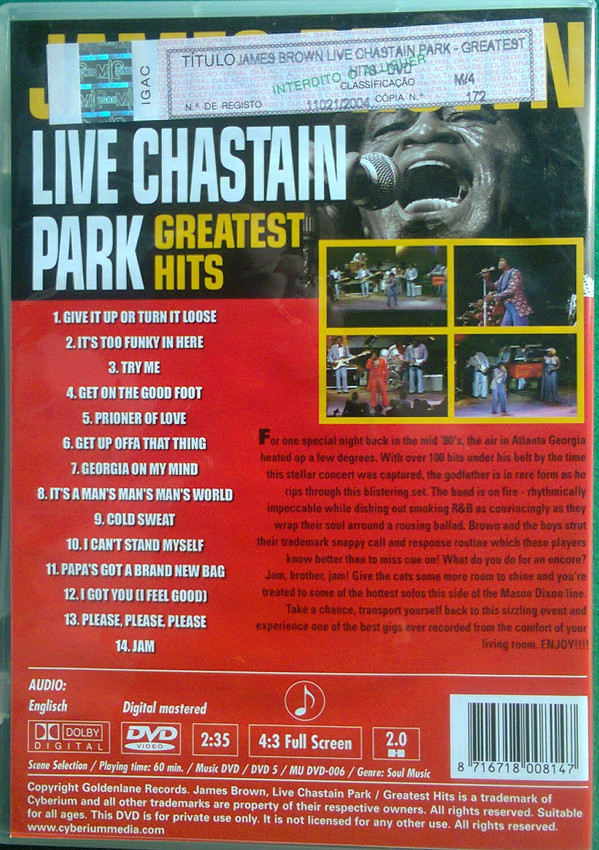 IGAC
TÍTULO JAMES BROWN LIVE CHASTAIN PARK - GREATEST
HITS - DVD
INTERDITO O ALUGUER
CLASSIFICAÇÃO M/4
N.º DE REGISTO 11021/2004 CÓPIA N.º 172
LIVE CHASTAIN
PARK GREATEST
HITS
1. GIVE IT UP OR TURN IT LOOSE
2. IT'S TOO FUNKY IN HERE
3. TRY ME
4. GET ON THE GOOD FOOT
5. PRIONER OF LOVE
6. GET UP OFFA THAT THING
7. GEORGIA ON MY MIND
8. IT'S A MAN'S MAN'S MAN'S WORLD
9. COLD SWEAT
10. I CAN'T STAND MYSELF
11. PAPA'S GOT A BRAND NEW BAG
12. I GOT YOU (I FEEL GOOD)
13. PLEASE, PLEASE, PLEASE
14. JAM
For one special night back in the mid '80's, the air in Atlanta Georgia
heated up a few degrees. With over 100 bits under his belt by the time
this stellar concert was captured, the godfather is in rare form as he
rips through this blistering set. The band is on fire - rhythmically
impeccable while dishing out smoking R&B as convincingly as they
wrap their soul arround a rousing ballad. Brown and the boys strut
their trademark snappy call and response routine which these players
know better than to miss cue on! What do you do for an encore?
Jam, brother, jam! Give the cats some more room to shine and you're
treated to some of the hottest solos this side of the Mason Dixon line.
Take a chance, transport yourself back to this sizzling event and
experience one of the best gigs ever recorded from the comfort of your
living room. ENJOY!!!!
AUDIO:
Englisch Digital mastered
DOLBY
DIGITAL
DVD
VIDEO
2:35
4:3 Full Screen
2.0
Scene Selection / Playing time: 60 min. / Music DVD / DVD 5 / MU DVD-006 / Genre: Soul Music
8 716718 008147
Copyright Goldenlane Records. James Brown, Live Chastain Park / Greatest Hits is a trademark of
Cyberium and all other trademarks are property of their respective owners. All rights reserved. Suitable
for all ages. This DVD is for private use only. It is not licensed for any other use. All rights reserved.
www.cyberiummedia.com